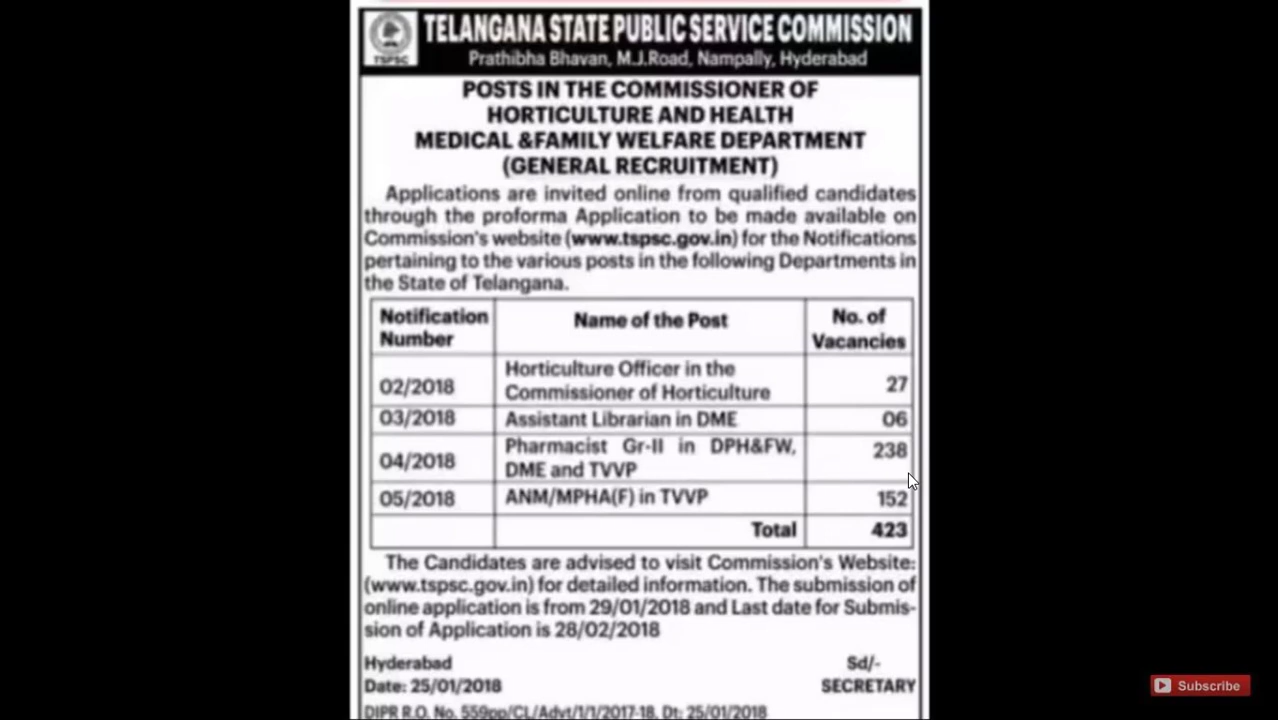 TELANGANA STATE PUBLIC SERVICE COMMISSION
TSPSC
Prathibha Bhavan, M.J.Road, Nampally, Hyderabad
POSTS IN THE COMMISSIONER OF
HORTICULTURE AND HEALTH
MEDICAL &FAMILY WELFARE DEPARTMENT
(GENERAL RECRUITMENT)
Applications are invited online from qualified candidates
through the proforma Application to be made available on
Commission's website (www.tspsc.gov.in) for the Notifications
pertaining to the various posts in the following Departments in
the State of Telangana.
Notification Number Name of the Post No. of Vacancies
02/2018 Horticulture Officer in the Commissioner of Horticulture 27
03/2018 Assistant Librarian in DME 06
04/2018 Pharmacist Gr-II in DPH&FW, DME and TVVP 238
05/2018 ANM/MPHA(F) in TVVP 152
Total 423
The Candidates are advised to visit Commission's Website:
(www.tspsc.gov.in) for detailed information. The submission of
online application is from 29/01/2018 and Last date for Submis-
sion of Application is 28/02/2018
Hyderabad Sd/-
Date: 25/01/2018 SECRETARY
DIPR R.O. No. 559pp/CL/Advt/1/1/2017-18, Dt: 25/01/2018
Subscribe